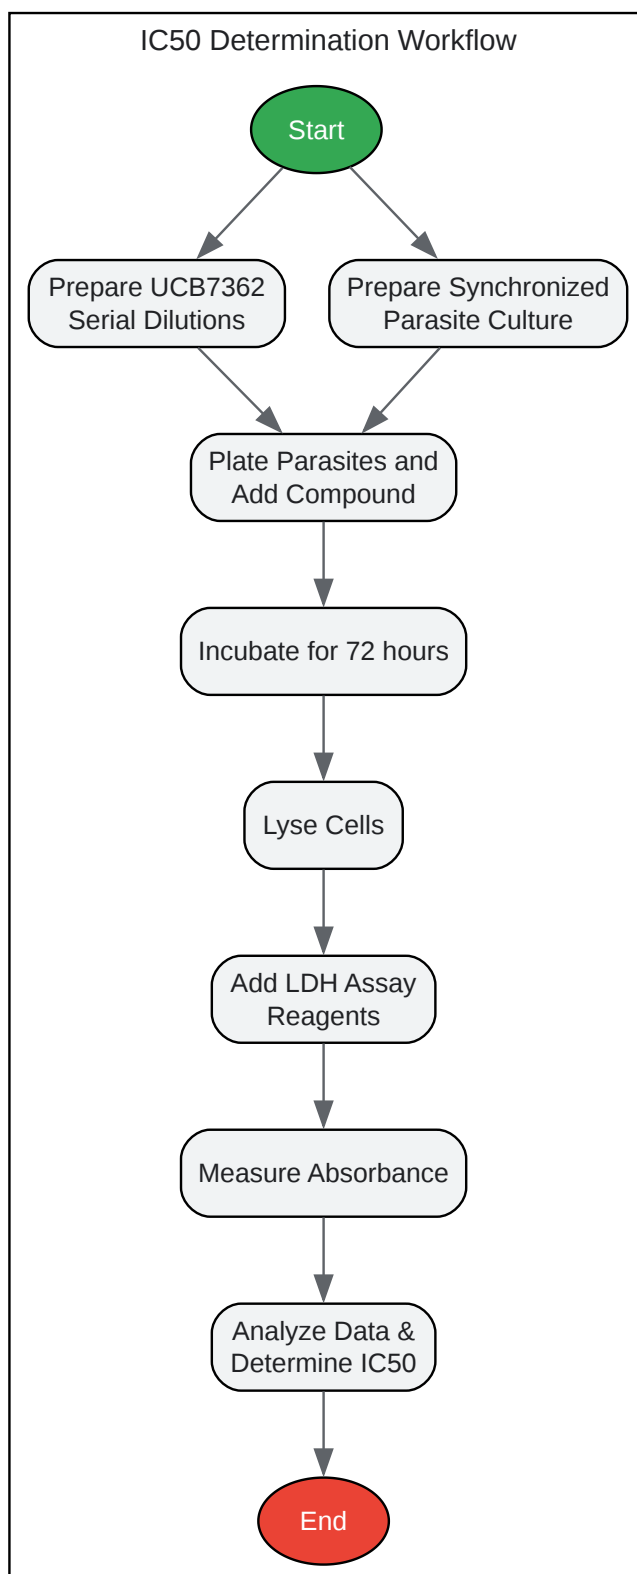 IC50 Determination Workflow
Start
Prepare UCB7362
Serial Dilutions
Prepare Synchronized
Parasite Culture
Plate Parasites and
Add Compound
Incubate for 72 hours
Lyse Cells
Add LDH Assay
Reagents
Measure Absorbance
Analyze Data &
Determine IC50
End